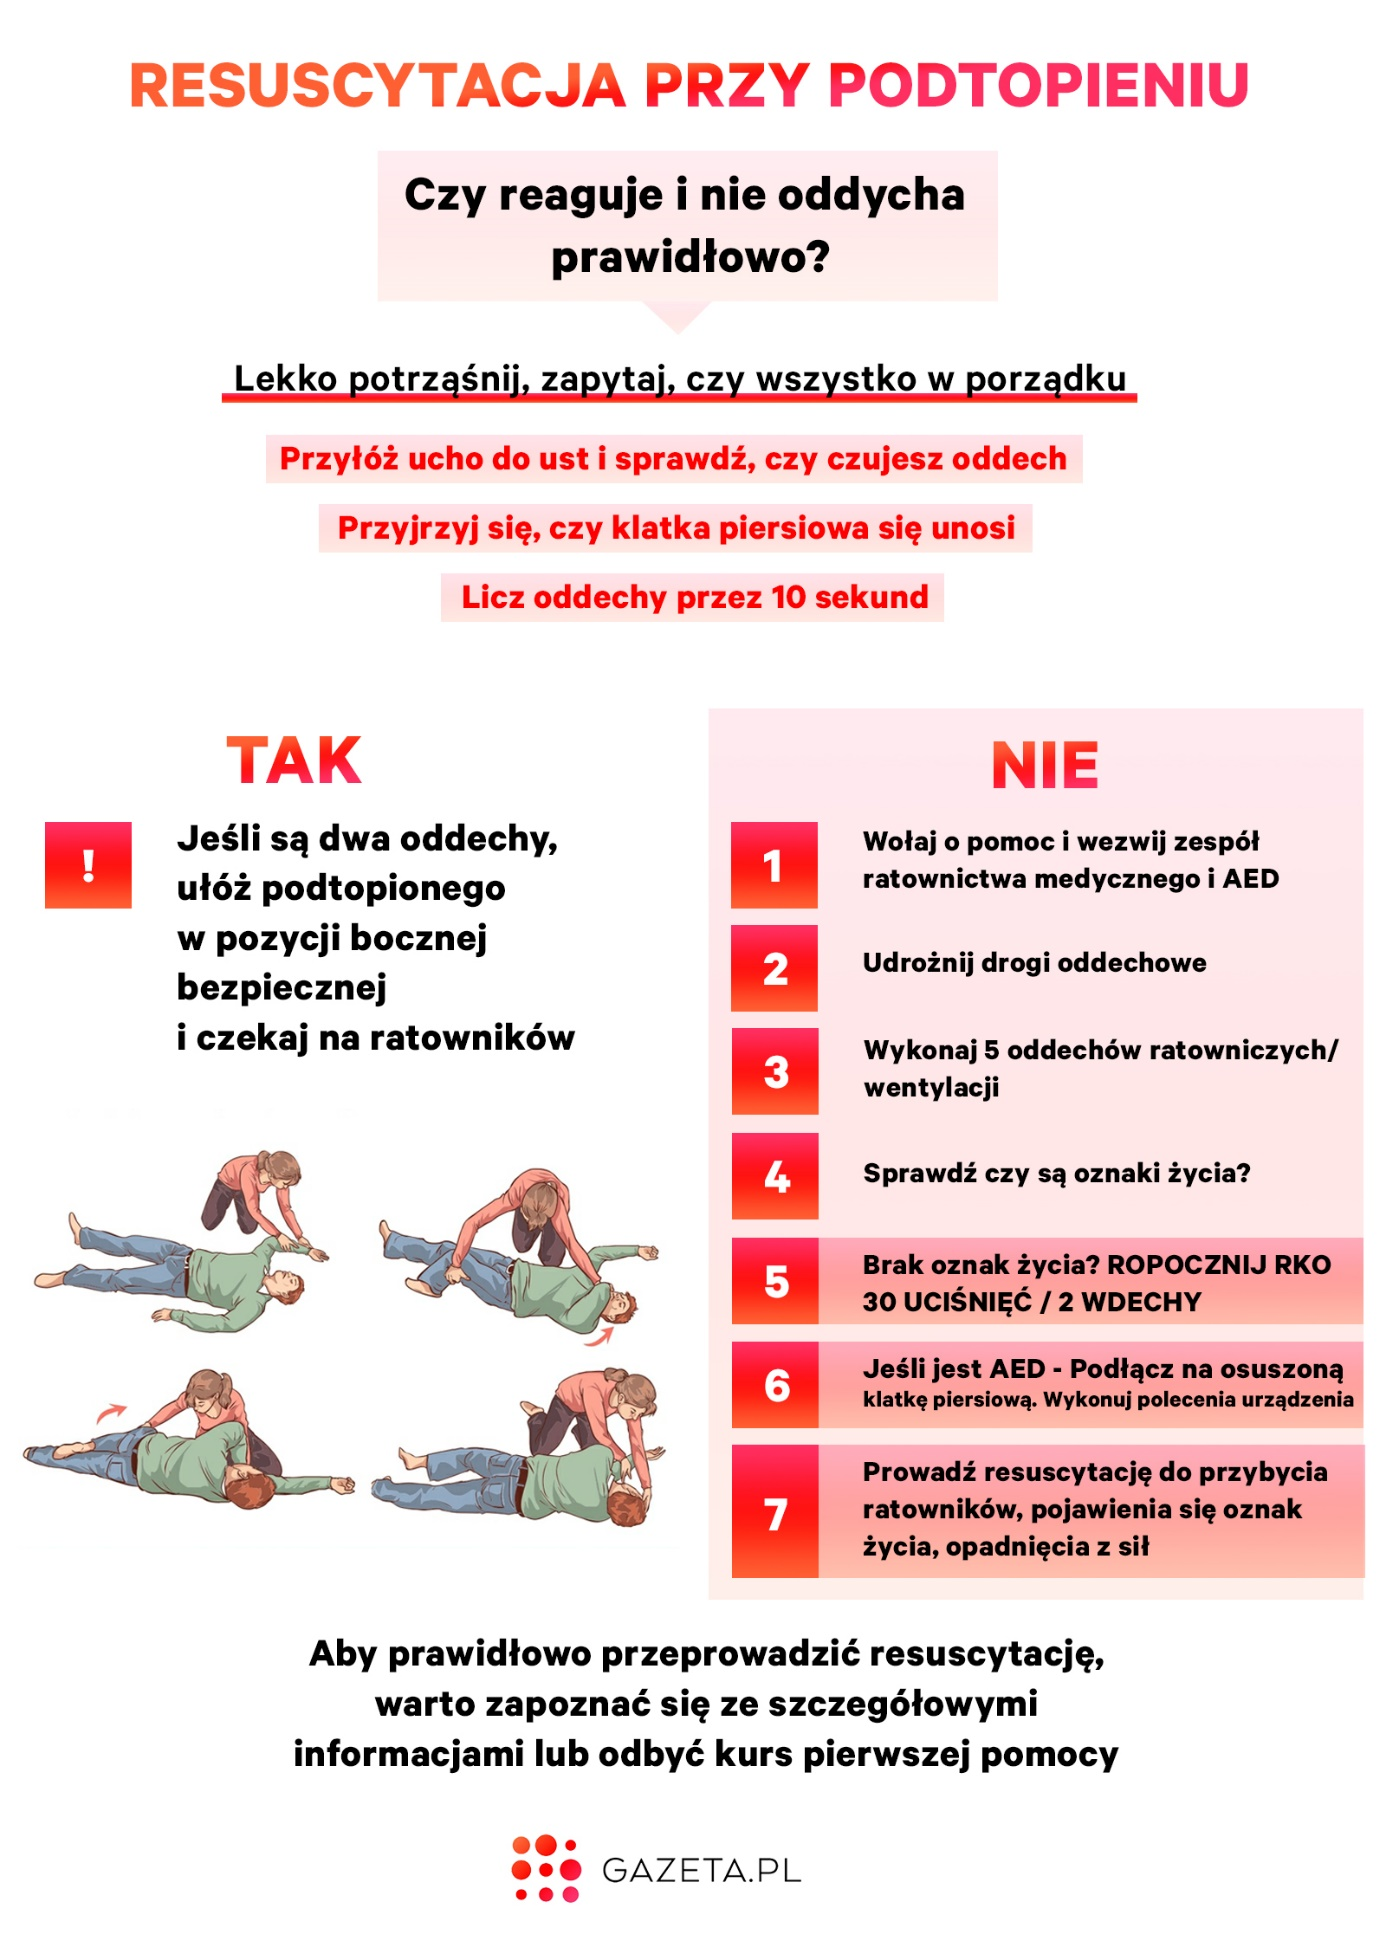 RESUSCYTACJA PRZY PODTOPIENIU
Czy reaguje i nie oddycha
prawidłowo?
Lekko potrząśnij, zapytaj, czy wszystko w porządku
Przyłóż ucho do ust i sprawdź, czy czujesz oddech
Przyjrzyj się, czy klatka piersiowa się unosi
Licz oddechy przez 10 sekund
TAK
!
Jeśli są dwa oddechy,
ułóż podtopionego
w pozycji bocznej
bezpiecznej
i czekaj na ratowników
NIE
1
Wołaj o pomoc i wezwij zespół
ratownictwa medycznego i AED
2
Udrożnij drogi oddechowe
3
Wykonaj 5 oddechów ratowniczych/
wentylacji
4
Sprawdź czy są oznaki życia?
5
Brak oznak życia? ROPOCZNIJ RKO
30 UCIŚNIĘĆ / 2 WDECHY
6
Jeśli jest AED - Podłącz na osuszoną
klatkę piersiową. Wykonuj polecenia urządzenia
7
Prowadź resuscytację do przybycia
ratowników, pojawienia się oznak
życia, opadnięcia z sił
Aby prawidłowo przeprowadzić resuscytację,
warto zapoznać się ze szczegółowymi
informacjami lub odbyć kurs pierwszej pomocy
GAZETA.PL